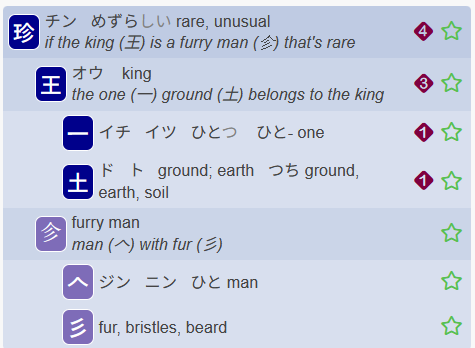 珍 チン めずらしい rare, unusual 4
if the king (王) is a furry man (㐱) that's rare
王 オウ king 3
the one (一) ground (土) belongs to the king
一 イチ イツ ひとつ ひと- one 1
土 ド ト ground; earth つち ground, 1
earth, soil
㐱 furry man
man (𠆢) with fur (彡)
𠆢 ジン ニン ひと man
彡 fur, bristles, beard